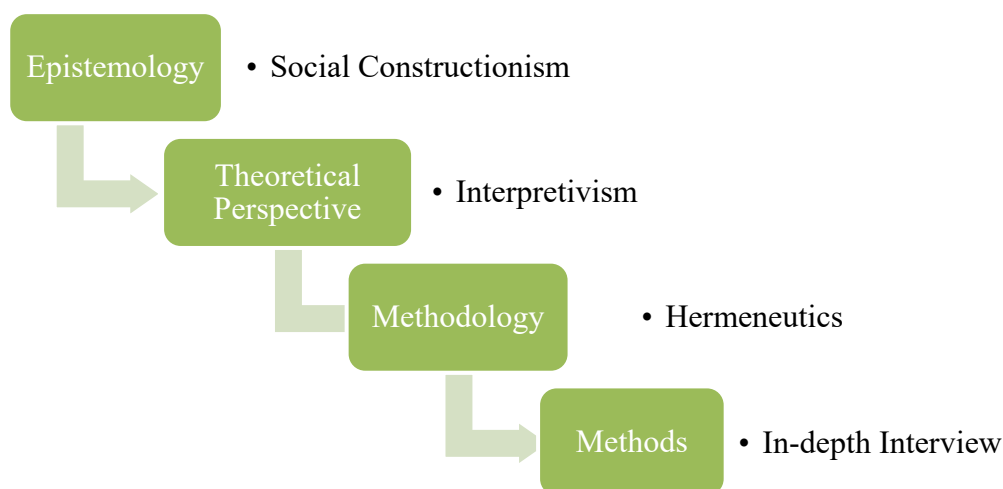 Epistemology
• Social Constructionism
Theoretical
Perspective
• Interpretivism
Methodology
• Hermeneutics
Methods
• In-depth Interview